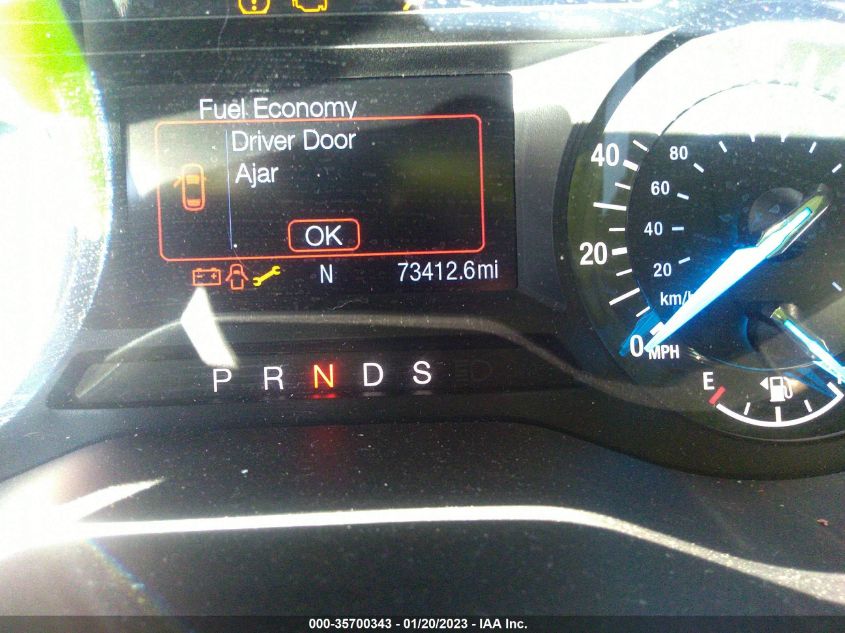 Fuel Economy
Driver Door
Ajar
OK
N 73412.6mi
P R N D S
40
20
0
MPH
80
60
40
20
E
000-35700343 - 01/20/2023 - IAA Inc.